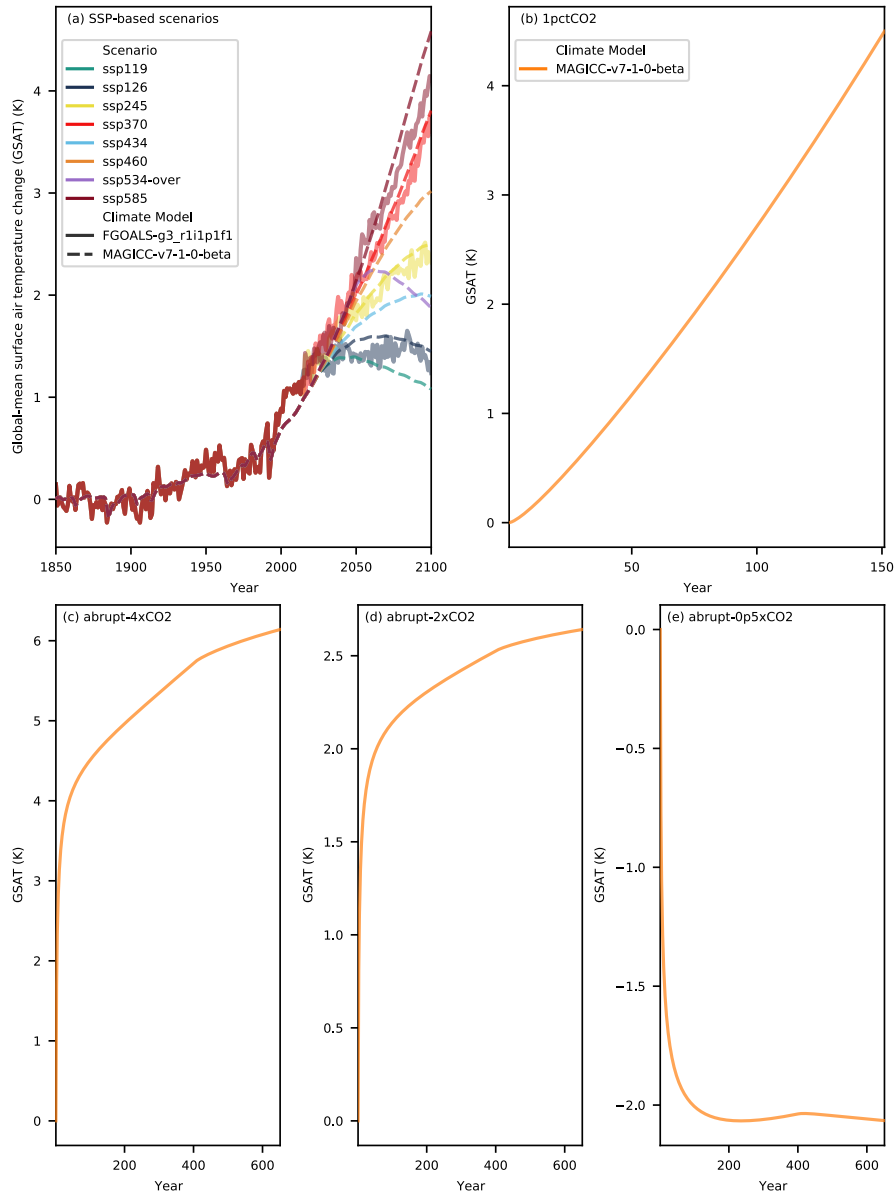 (a) SSP-based scenarios
Global-mean surface air temperature change (GSAT) (K)
4
3
2
1
0
Scenario
ssp119
ssp126
ssp245
ssp370
ssp434
ssp460
ssp534-over
ssp585
Climate Model
FGOALS-g3_r1i1p1f1
MAGICC-v7-1-0-beta
1850
1900
1950
2000
2050
2100
Year
(b) 1pctCO2
Climate Model
MAGICC-v7-1-0-beta
GSAT (K)
4
3
2
1
0
50
100
150
Year
(c) abrupt-4xCO2
GSAT (K)
6
5
4
3
2
1
0
200
400
600
Year
(d) abrupt-2xCO2
GSAT (K)
2.5
2.0
1.5
1.0
0.5
0.0
200
400
600
Year
(e) abrupt-0p5xCO2
GSAT (K)
0.0
−0.5
−1.0
−1.5
−2.0
200
400
600
Year